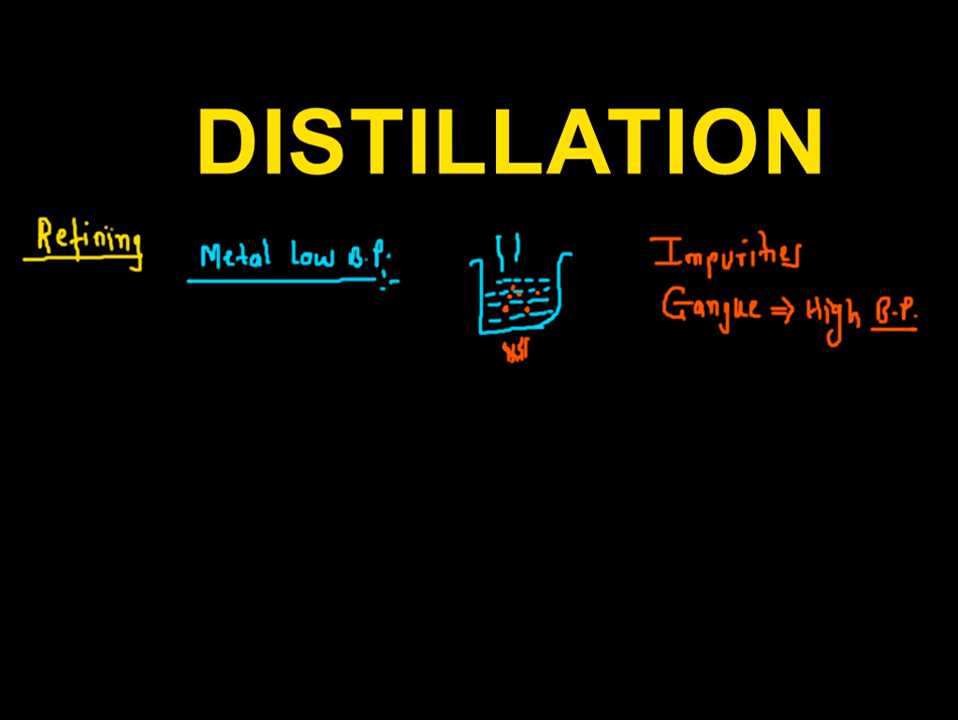 DISTILLATION
Refining
Metal Low B.P.
Impurities
Gangue ⇒ High B.P.